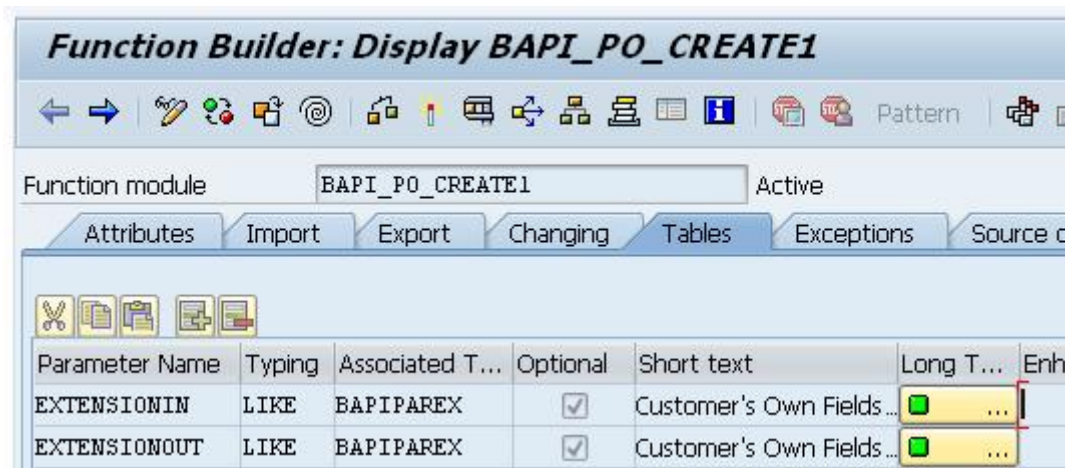 Function Builder: Display BAPI_PO_CREATE1
Pattern
Function module BAPI_PO_CREATE1 Active
Attributes Import Export Changing Tables Exceptions Source
Parameter Name Typing Associated T... Optional Short text Long T... Enh
EXTENSIONIN LIKE BAPIPAREX Customer's Own Fields... ...
EXTENSIONOUT LIKE BAPIPAREX Customer's Own Fields... ...